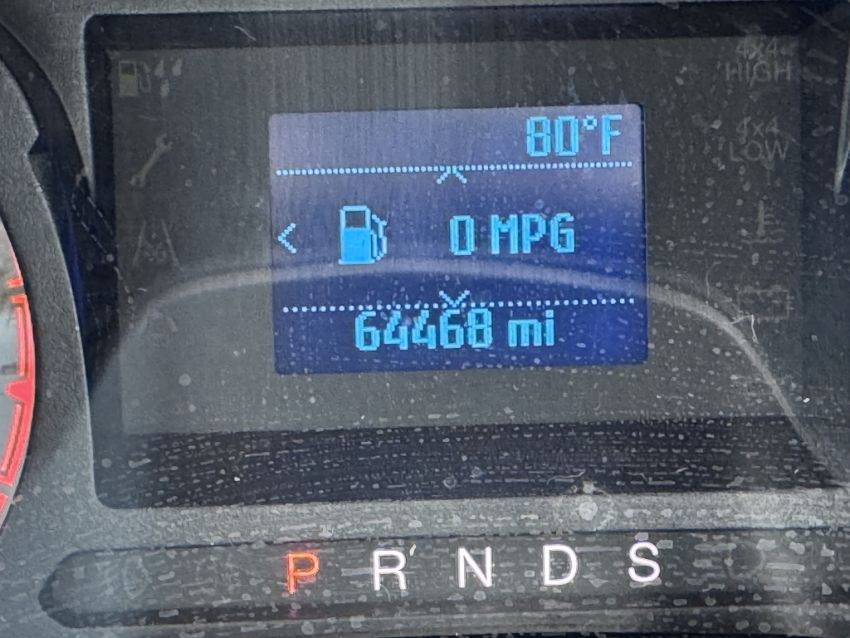 4x4
HIGH
80°F
4x4
LOW
0 MPG
64468 mi
P R N D S